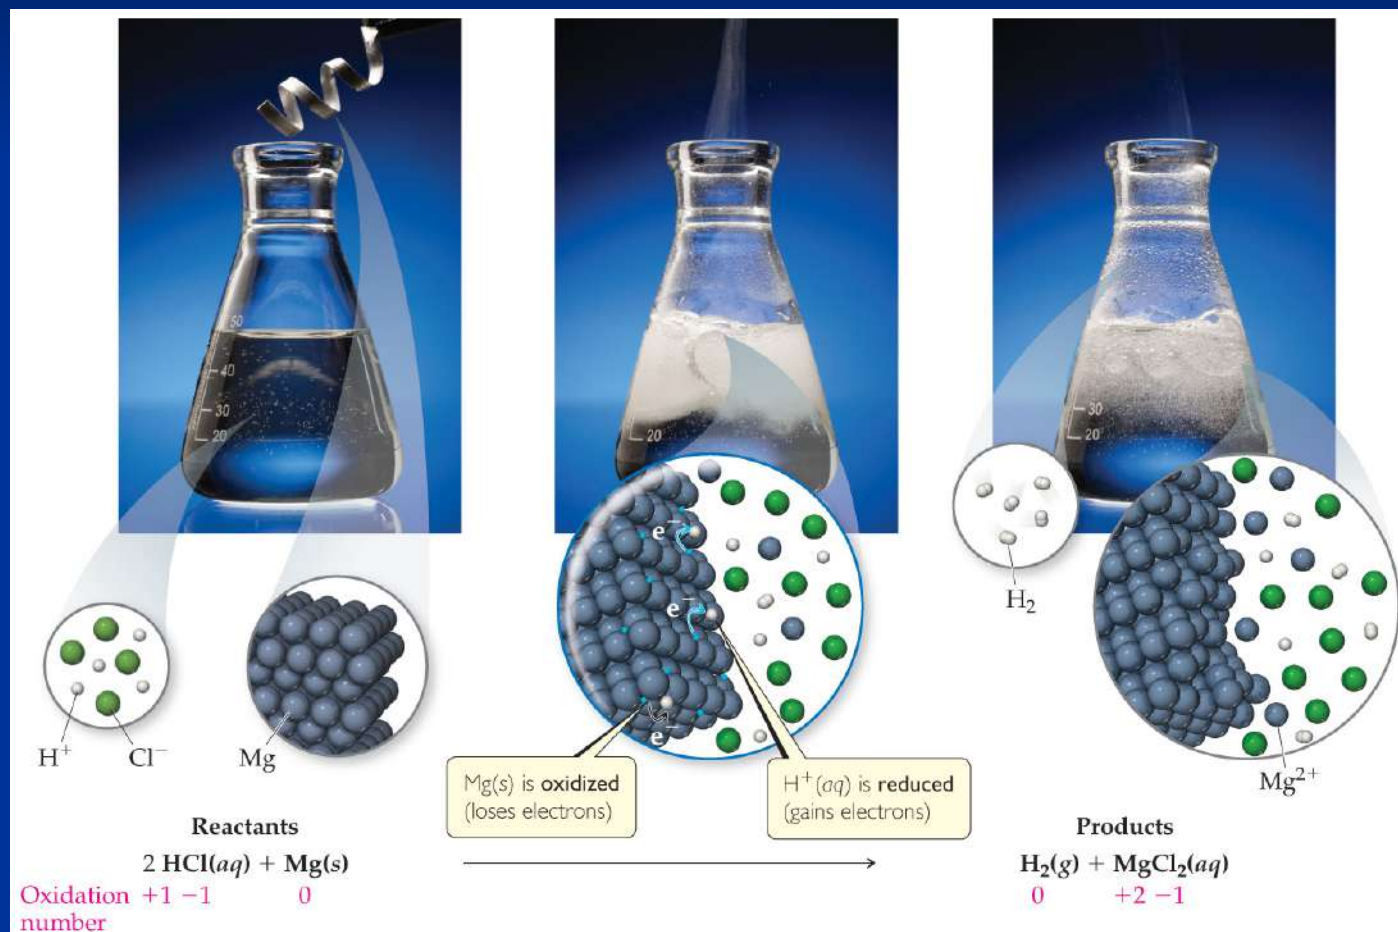 50
40
30
20
20
30
20
e⁻
e⁻
e⁻
H⁺
Cl⁻
Mg
H₂
Mg²⁺
Mg(s) is oxidized
(loses electrons)
H⁺(aq) is reduced
(gains electrons)
Reactants
2 HCl(aq) + Mg(s)
Products
H₂(g) + MgCl₂(aq)
Oxidation +1 −1 0
number
0 +2 −1